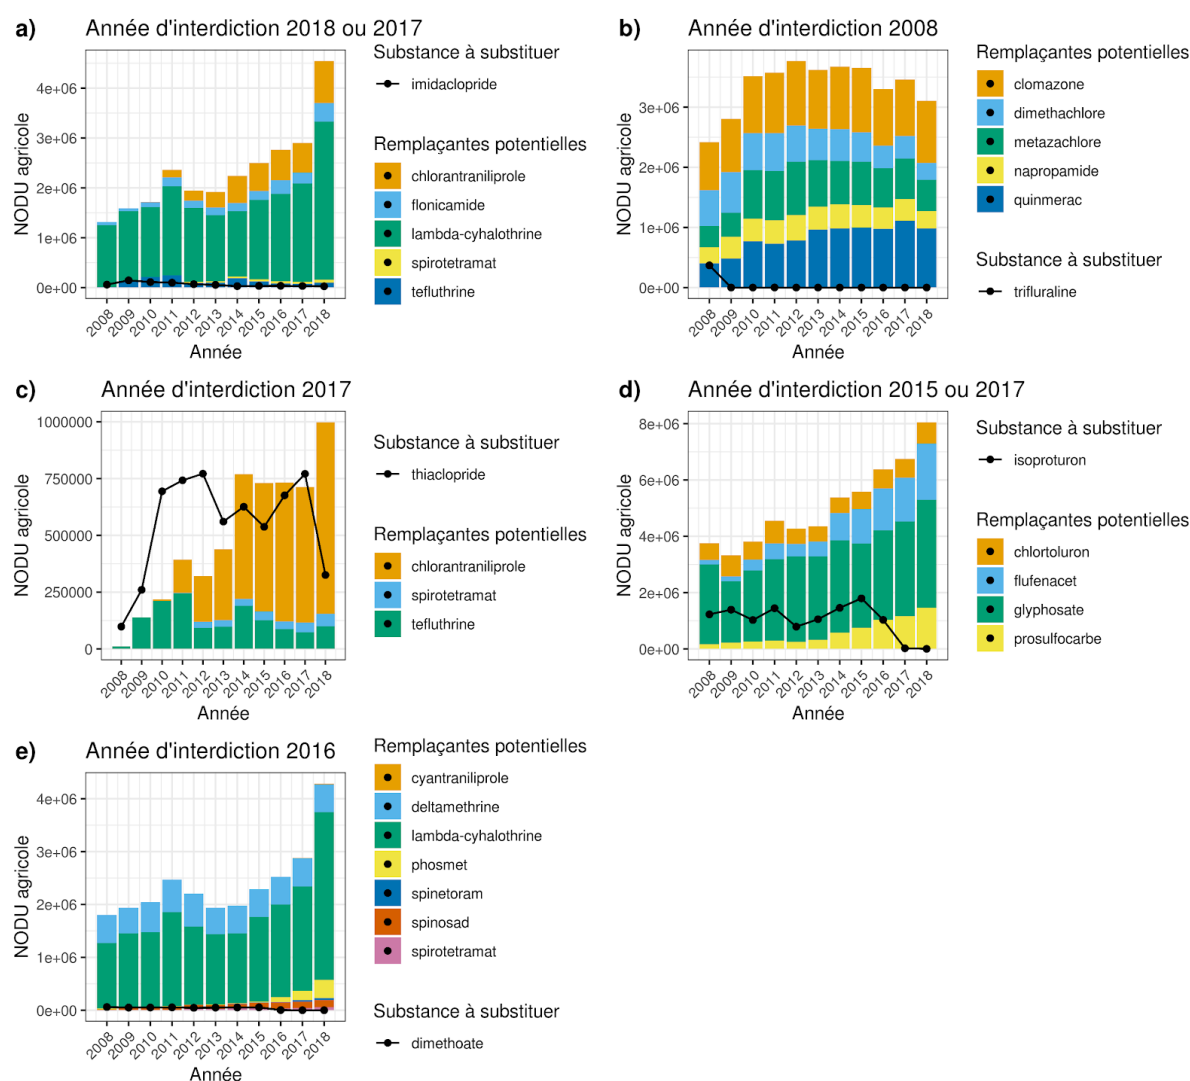 a) Année d'interdiction 2018 ou 2017
NODU agricole
4e+06
3e+06
2e+06
1e+06
0e+00
2008 2009 2010 2011 2012 2013 2014 2015 2016 2017 2018
Année
Substance à substituer
imidaclopride
Remplaçantes potentielles
chlorantraniliprole
flonicamide
lambda-cyhalothrine
spirotetramat
tefluthrine
b) Année d'interdiction 2008
NODU agricole
3e+06
2e+06
1e+06
0e+00
2008 2009 2010 2011 2012 2013 2014 2015 2016 2017 2018
Année
Remplaçantes potentielles
clomazone
dimethachlore
metazachlore
napropamide
quinmerac
Substance à substituer
trifluraline
c) Année d'interdiction 2017
NODU agricole
1000000
750000
500000
250000
0
2008 2009 2010 2011 2012 2013 2014 2015 2016 2017 2018
Année
Substance à substituer
thiaclopride
Remplaçantes potentielles
chlorantraniliprole
spirotetramat
tefluthrine
d) Année d'interdiction 2015 ou 2017
NODU agricole
8e+06
6e+06
4e+06
2e+06
0e+00
2008 2009 2010 2011 2012 2013 2014 2015 2016 2017 2018
Année
Substance à substituer
isoproturon
Remplaçantes potentielles
chlortoluron
flufenacet
glyphosate
prosulfocarbe
e) Année d'interdiction 2016
NODU agricole
4e+06
3e+06
2e+06
1e+06
0e+00
2008 2009 2010 2011 2012 2013 2014 2015 2016 2017 2018
Année
Remplaçantes potentielles
cyantraniliprole
deltamethrine
lambda-cyhalothrine
phosmet
spinetoram
spinosad
spirotetramat
Substance à substituer
dimethoate